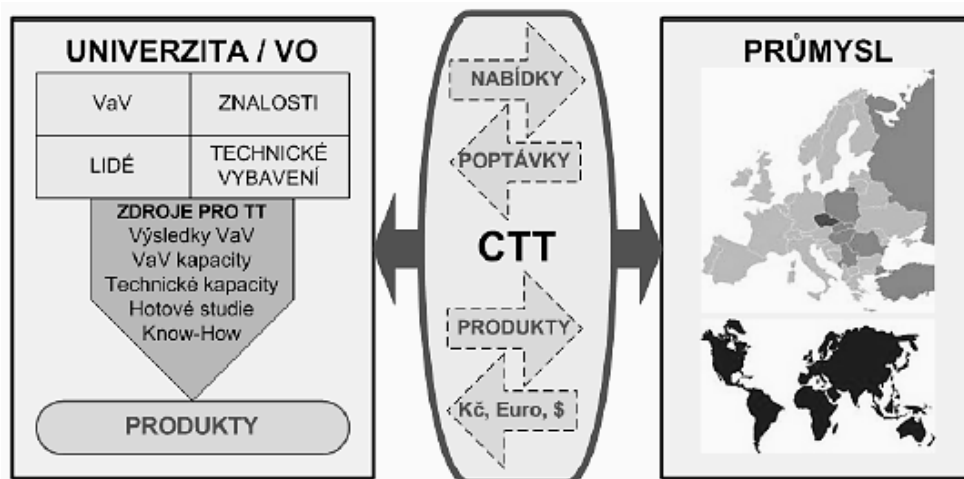 UNIVERZITA / VO
VaV
ZNALOSTI
LIDÉ
TECHNICKÉ
VYBAVENÍ
ZDROJE PRO TT
Výsledky VaV
VaV kapacity
Technické kapacity
Hotové studie
Know-How
PRODUKTY
NABÍDKY
POPTÁVKY
CTT
PRODUKTY
Kč, Euro, $
PRŮMYSL